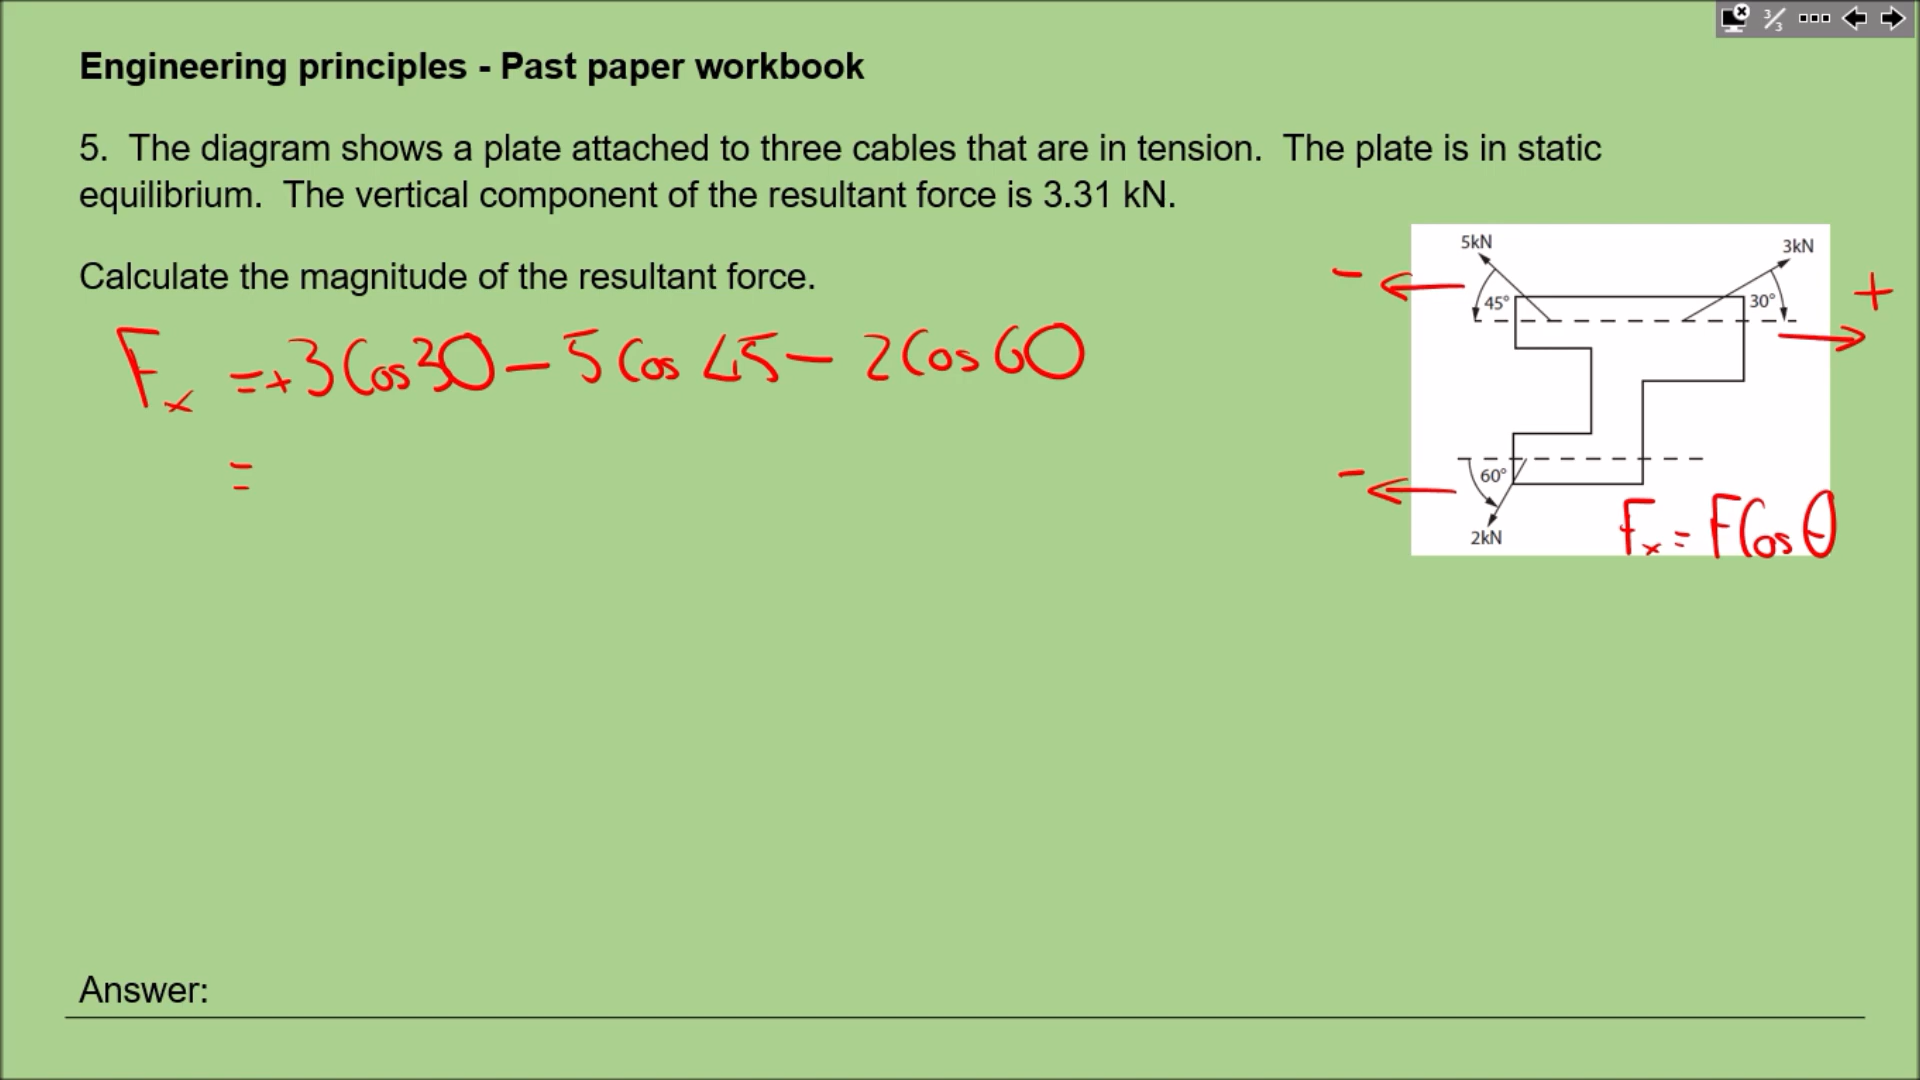 3/3
Engineering principles - Past paper workbook
5. The diagram shows a plate attached to three cables that are in tension. The plate is in static
equilibrium. The vertical component of the resultant force is 3.31 kN.
Calculate the magnitude of the resultant force.
Fx = +3Cos30 - 5Cos45 - 2Cos60
=
5kN
3kN
-
45°
30°
+
-
60°
2kN
Fx = FCosθ
Answer: